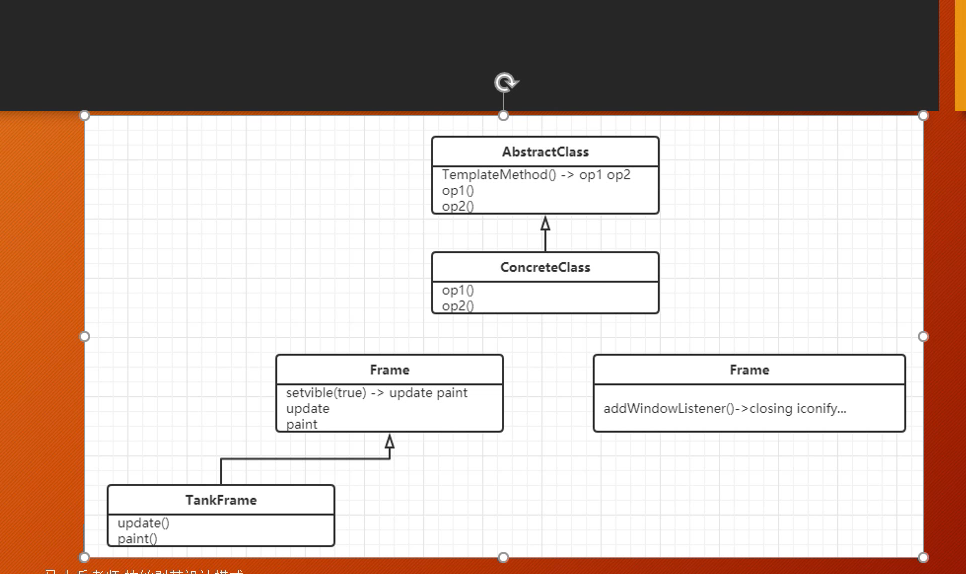 AbstractClass
TemplateMethod() -> op1 op2
op1()
op2()
ConcreteClass
op1()
op2()
Frame
setvible(true) -> update paint
update
paint
Frame
addWindowListener()->closing iconify...
TankFrame
update()
paint()